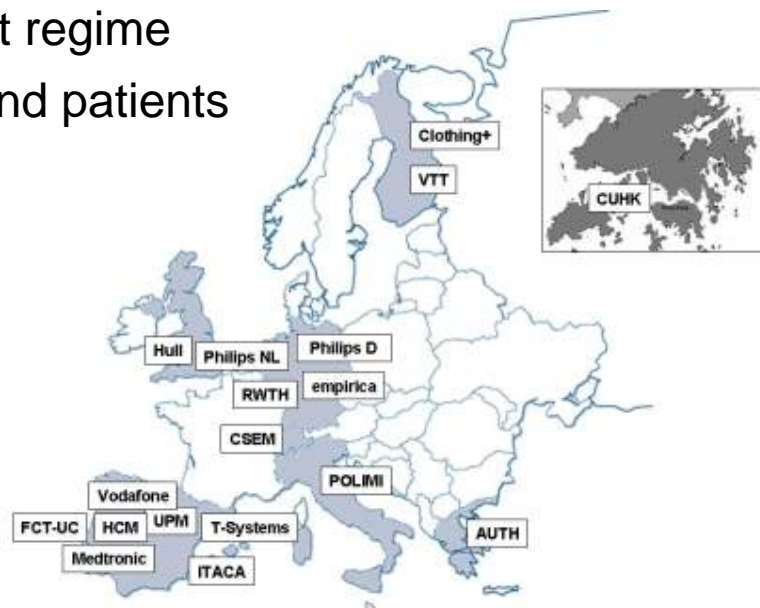 t regime
nd patients
Clothing+
VTT
CUHK
Hull
Philips NL
Philips D
RWTH
empirica
CSEM
POLIMI
Vodafone
FCT-UC
HCM
UPM
T-Systems
AUTH
Medtronic
ITACA